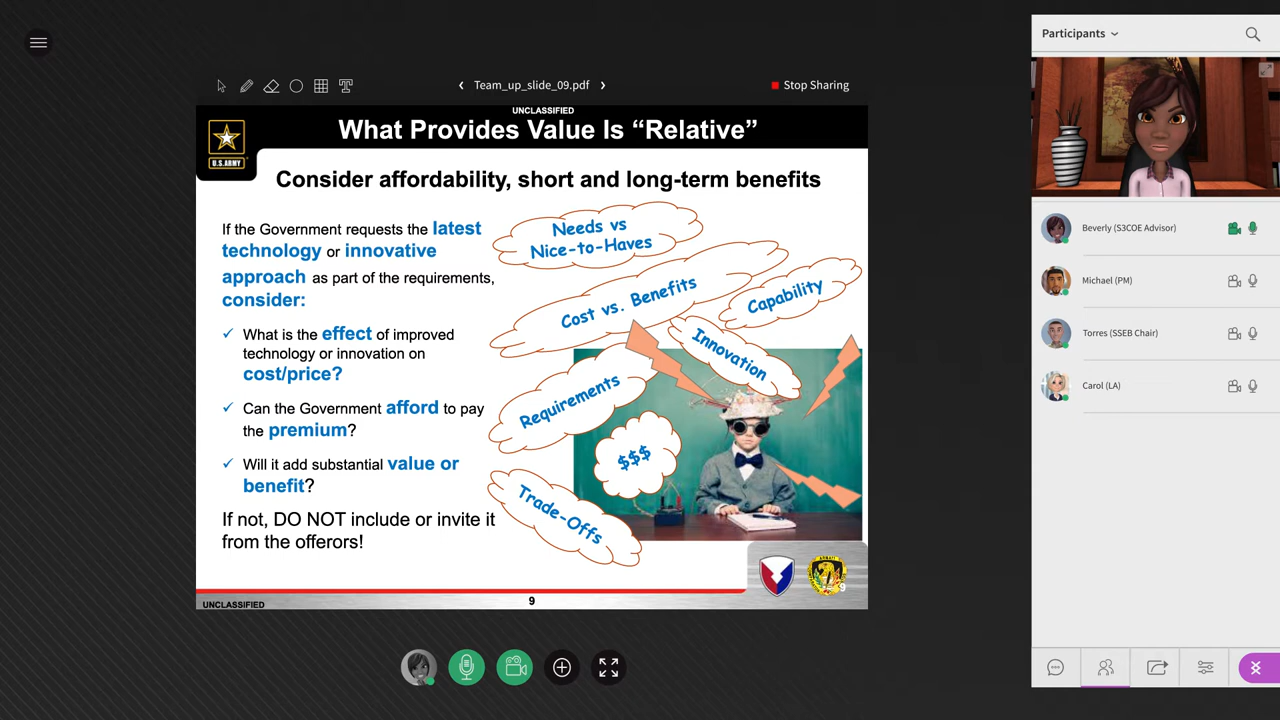 Participants
Team_up_slide_09.pdf
Stop Sharing
UNCLASSIFIED
What Provides Value Is “Relative”
U.S.ARMY
Consider affordability, short and long-term benefits
If the Government requests the latest
technology or innovative
approach as part of the requirements,
consider:
What is the effect of improved
technology or innovation on
cost/price?
Can the Government afford to pay
the premium?
Will it add substantial value or
benefit?
If not, DO NOT include or invite it
from the offerors!
Needs vs
Nice-to-Haves
Cost vs. Benefits
Capability
Innovation
Requirements
$$$
Trade-Offs
9
UNCLASSIFIED
9
Beverly (S3COE Advisor)
Michael (PM)
Torres (SSEB Chair)
Carol (LA)